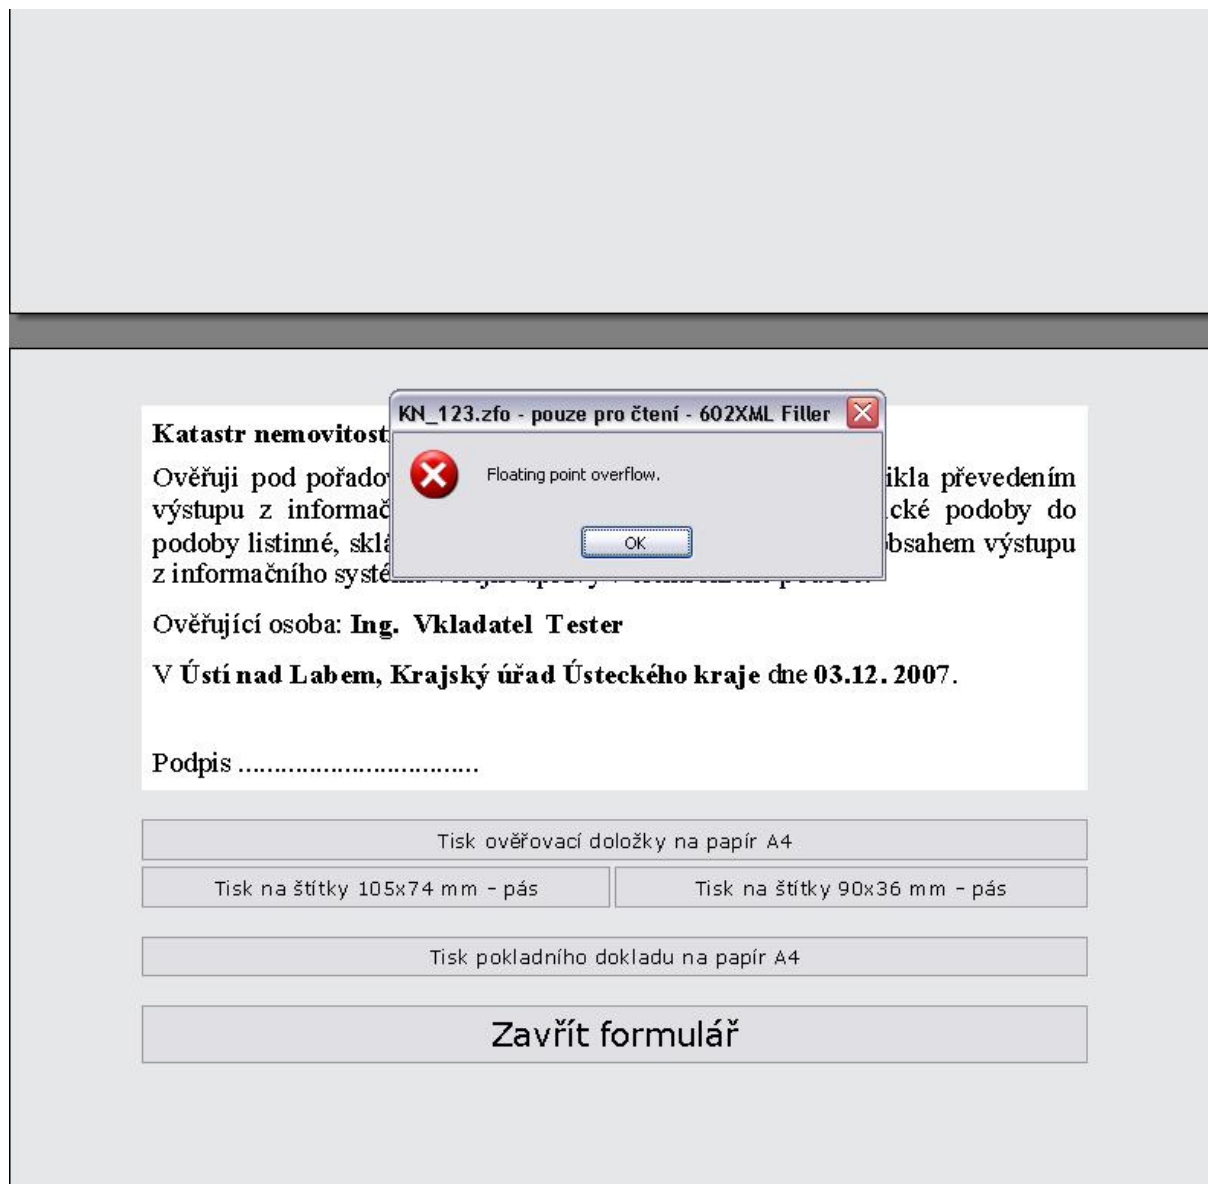 KN_123.zfo - pouze pro čtení - 602XML Filler
Floating point overflow.
OK
Katastr nemovitost
Ověřuji pod pořado ikla převedením
výstupu z informač cké podoby do
podoby listinné, sklá obsahem výstupu
z informačního systé
Ověřující osoba: Ing. Vkladatel Tester
V Ústí nad Labem, Krajský úřad Ústeckého kraje dne 03.12.2007.
Podpis .................................
Tisk ověřovací doložky na papír A4
Tisk na štítky 105x74 mm - pás
Tisk na štítky 90x36 mm - pás
Tisk pokladního dokladu na papír A4
Zavřít formulář